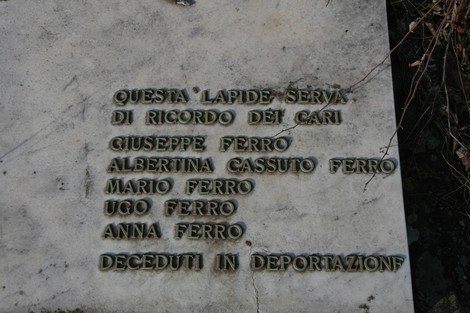 QUESTA LAPIDE SERVA
DI RICORDO DEI CARI
GIUSEPPE FERRO
ALBERTINA CASSUTO FERRO
MARIO FERRO
UGO FERRO
ANNA FERRO
DECEDUTI IN DEPORTAZIONE